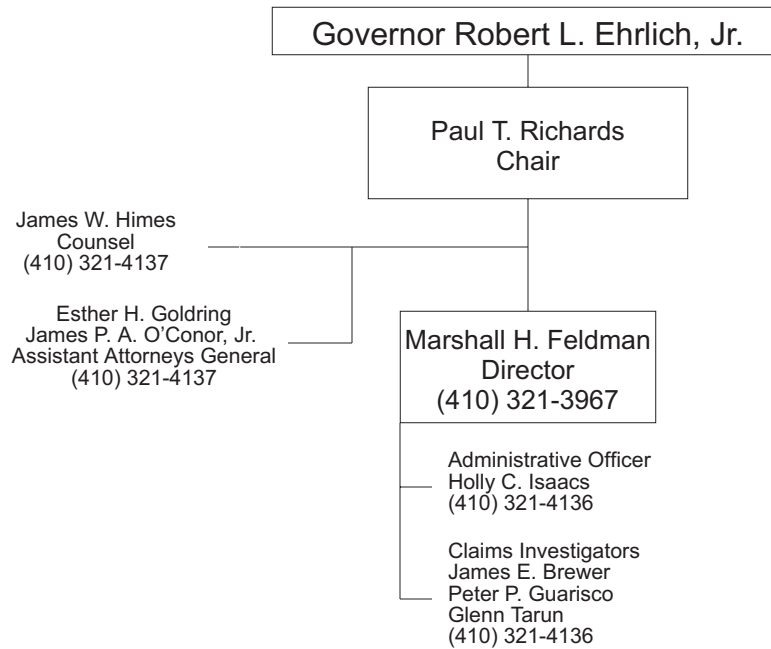 Governor Robert L. Ehrlich, Jr.
Paul T. Richards
Chair
James W. Himes
Counsel
(410) 321-4137
Esther H. Goldring
James P. A. O’Conor, Jr.
Assistant Attorneys General
(410) 321-4137
Marshall H. Feldman
Director
(410) 321-3967
Administrative Officer
Holly C. Isaacs
(410) 321-4136
Claims Investigators
James E. Brewer
Peter P. Guarisco
Glenn Tarun
(410) 321-4136